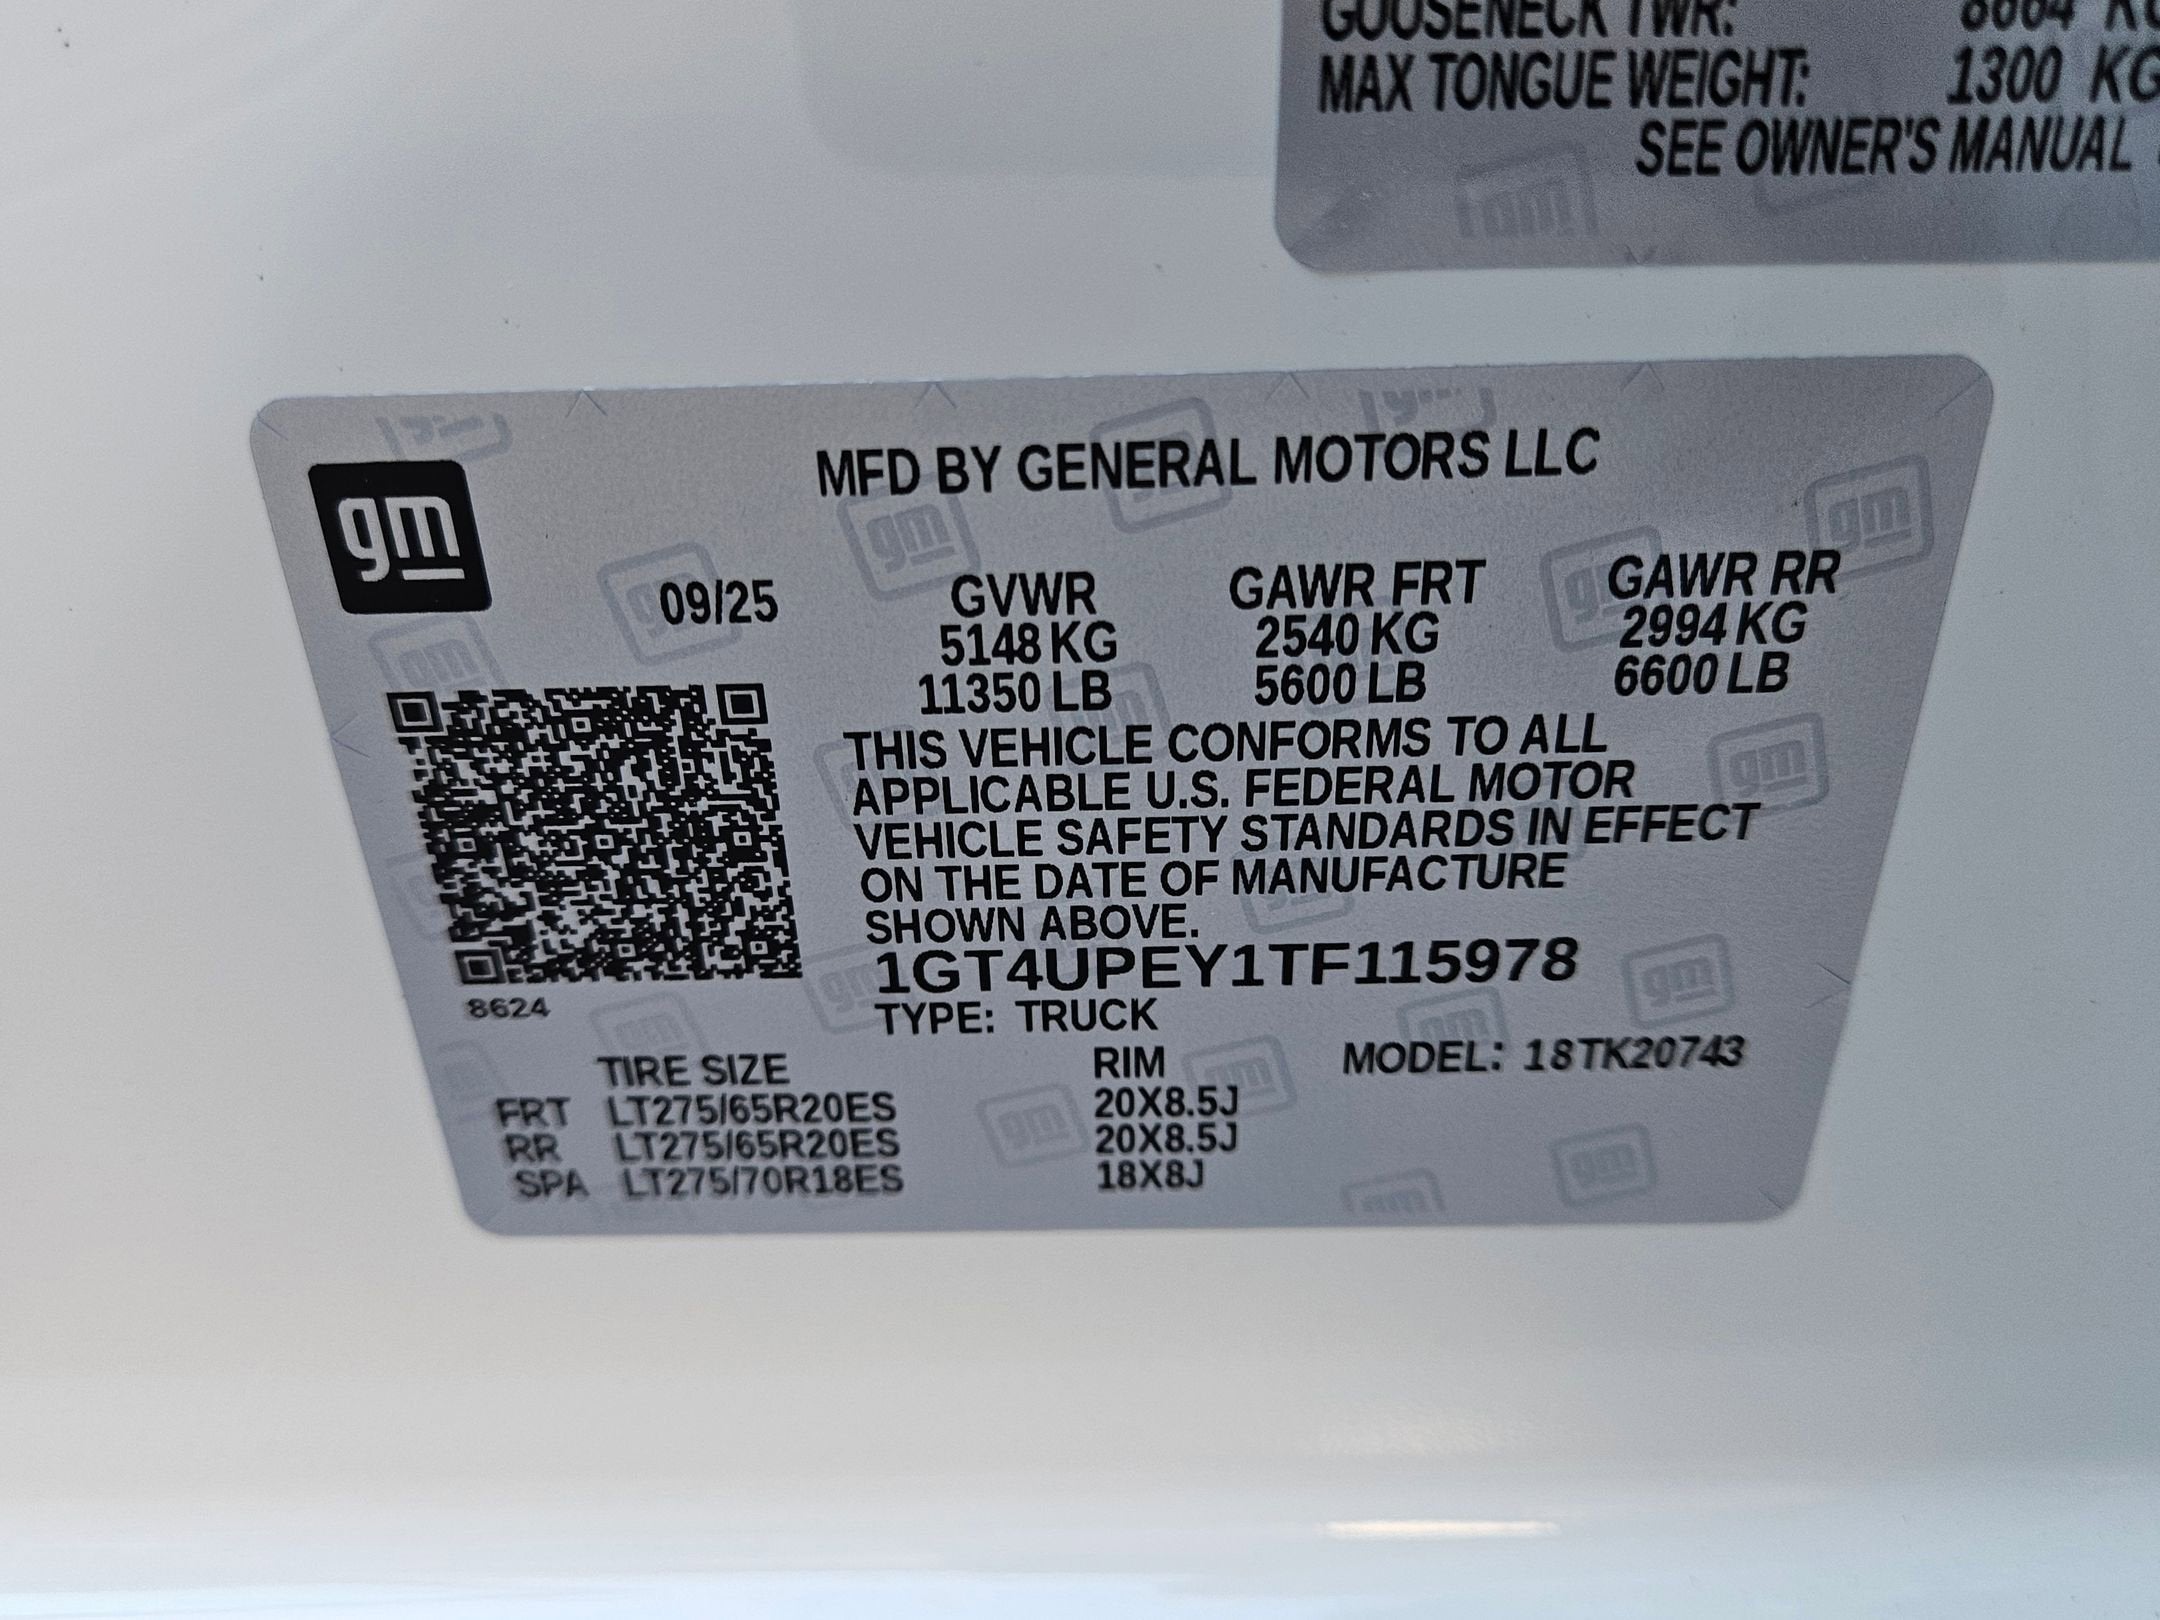 GOOSENECK TWR: 8664 KG
MAX TONGUE WEIGHT: 1300 KG
SEE OWNER'S MANUAL
gm
MFD BY GENERAL MOTORS LLC
09/25
GVWR GAWR FRT GAWR RR
5148 KG 2540 KG 2994 KG
11350 LB 5600 LB 6600 LB
THIS VEHICLE CONFORMS TO ALL
APPLICABLE U.S. FEDERAL MOTOR
VEHICLE SAFETY STANDARDS IN EFFECT
ON THE DATE OF MANUFACTURE
SHOWN ABOVE.
1GT4UPEY1TF115978
8624
TYPE: TRUCK
TIRE SIZE RIM MODEL: 18TK20743
FRT LT275/65R20ES 20X8.5J
RR LT275/65R20ES 20X8.5J
SPA LT275/70R18ES 18X8J